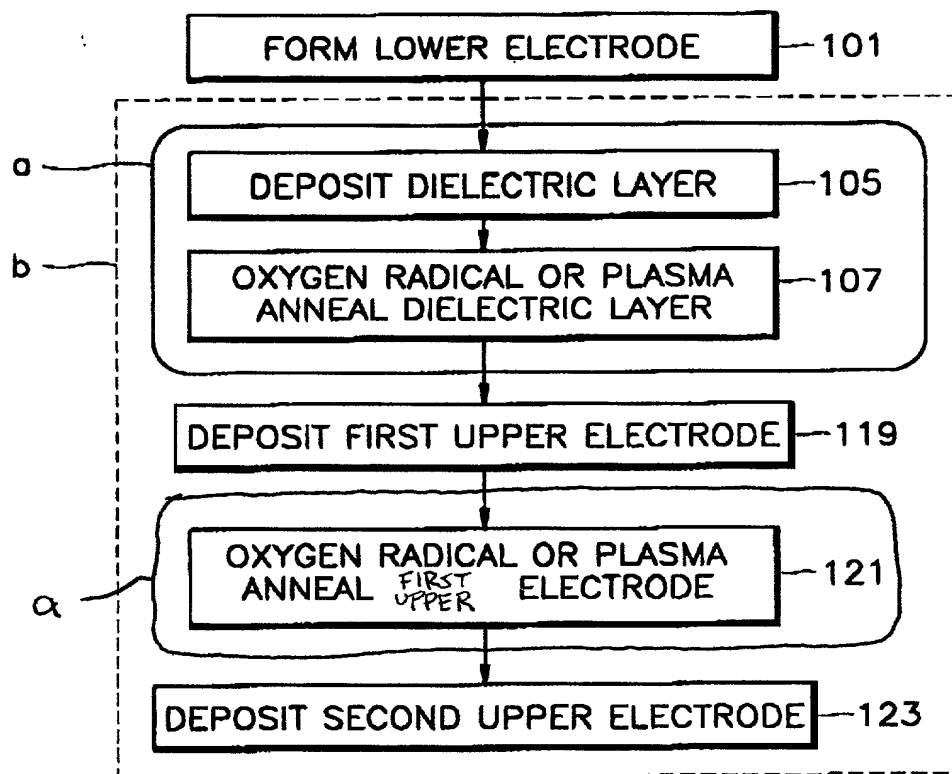 FORM LOWER ELECTRODE 101
a
DEPOSIT DIELECTRIC LAYER 105
b
OXYGEN RADICAL OR PLASMA
ANNEAL DIELECTRIC LAYER 107
DEPOSIT FIRST UPPER ELECTRODE 119
OXYGEN RADICAL OR PLASMA
ANNEAL FIRST UPPER ELECTRODE 121
a
DEPOSIT SECOND UPPER ELECTRODE 123